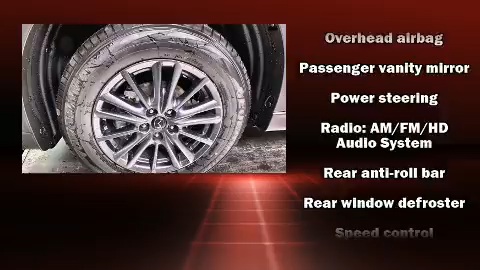 Overhead airbag
Passenger vanity mirror
Power steering
Radio: AM/FM/HD
Audio System
Rear anti-roll bar
Rear window defroster
Speed control